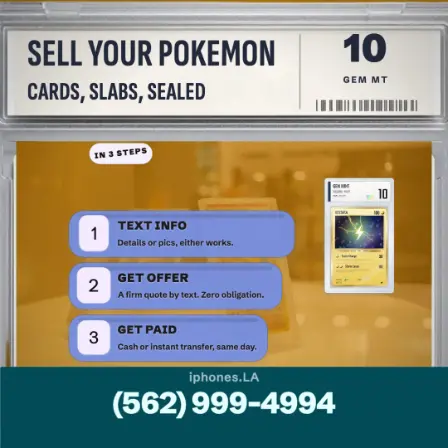 SELL YOUR POKEMON
CARDS, SLABS, SEALED
10
GEM MT
IN 3 STEPS
1
TEXT INFO
Details or pics, either works.
2
GET OFFER
A firm quote by text. Zero obligation.
3
GET PAID
Cash or instant transfer, same day.
GEM MINT
10
iphones.LA
(562) 999-4994